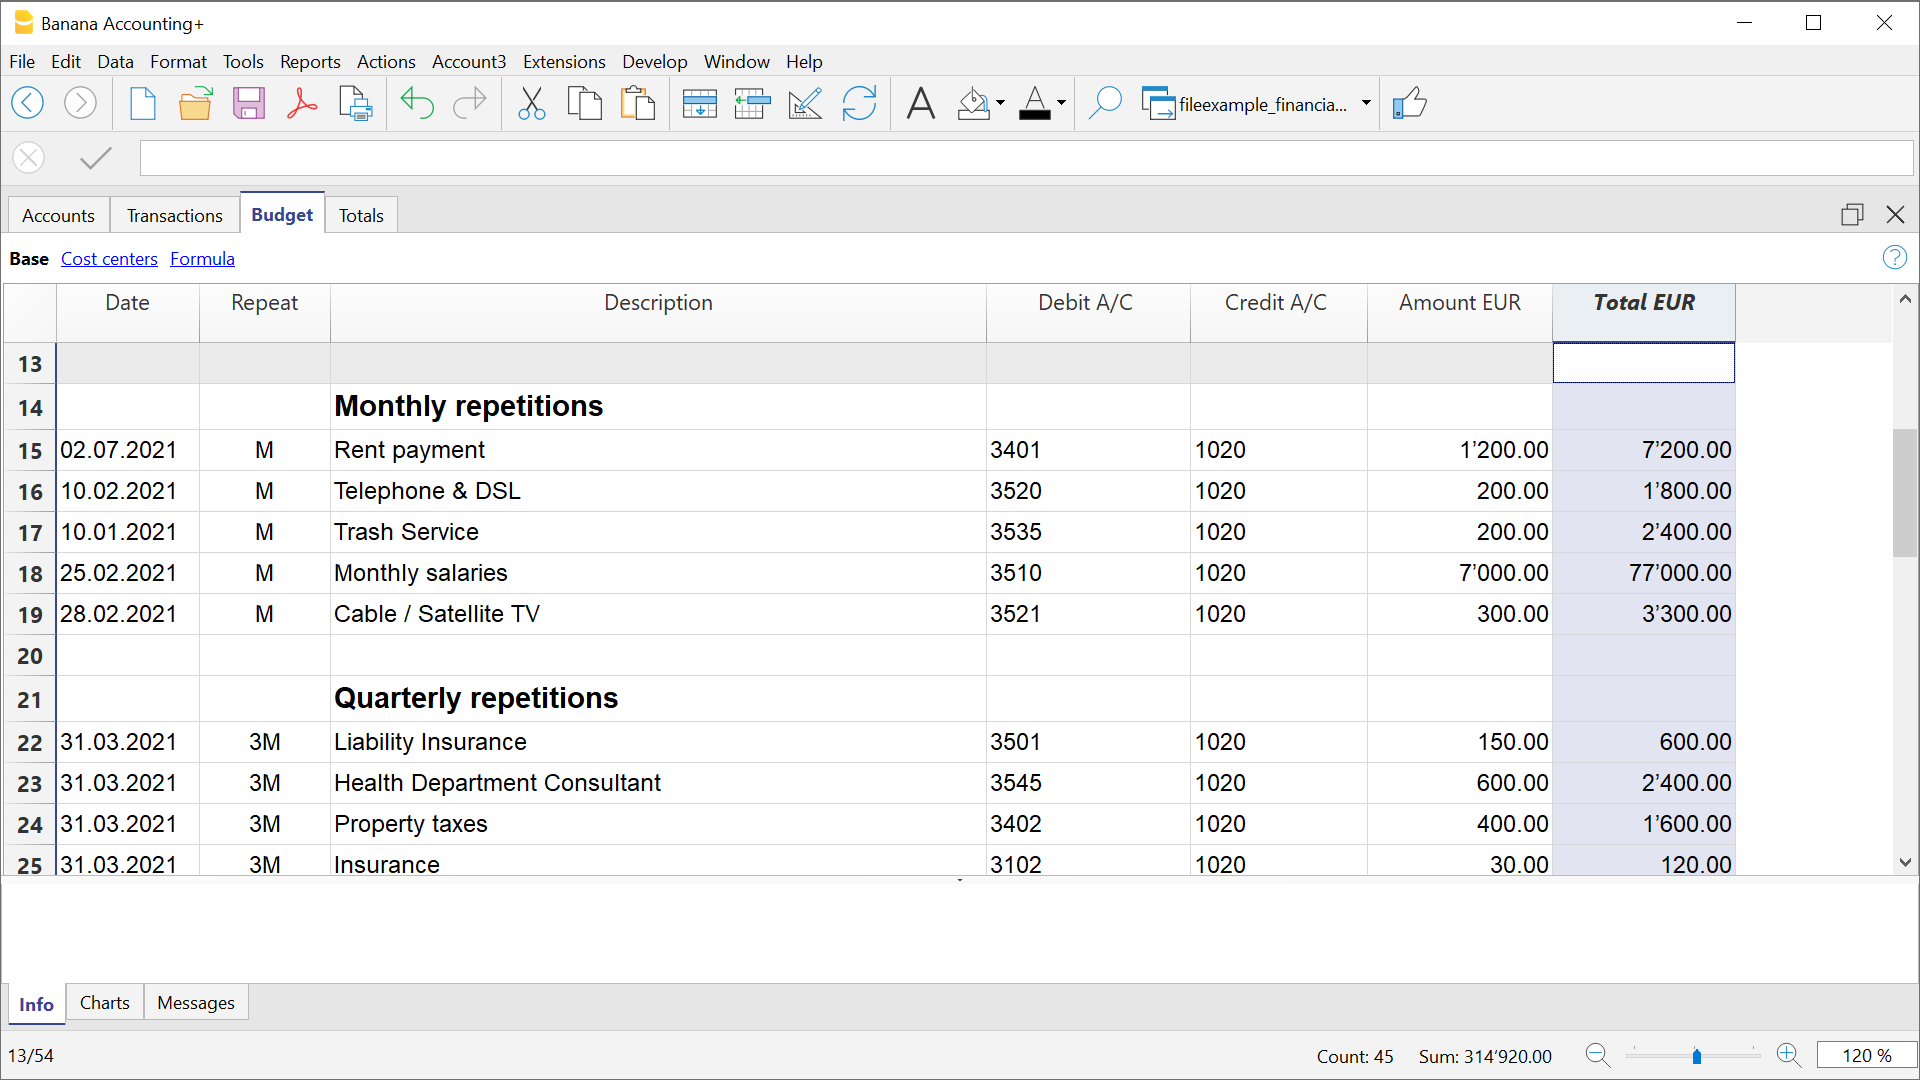 Banana Accounting+
File Edit Data Format Tools Reports Actions Account3 Extensions Develop Window Help
fileexample_financia...
Accounts Transactions Budget Totals
Base Cost centers Formula
Date Repeat Description Debit A/C Credit A/C Amount EUR Total EUR
13
14 Monthly repetitions
15 02.07.2021 M Rent payment 3401 1020 1’200.00 7’200.00
16 10.02.2021 M Telephone & DSL 3520 1020 200.00 1’800.00
17 10.01.2021 M Trash Service 3535 1020 200.00 2’400.00
18 25.02.2021 M Monthly salaries 3510 1020 7’000.00 77’000.00
19 28.02.2021 M Cable / Satellite TV 3521 1020 300.00 3’300.00
20
21 Quarterly repetitions
22 31.03.2021 3M Liability Insurance 3501 1020 150.00 600.00
23 31.03.2021 3M Health Department Consultant 3545 1020 600.00 2’400.00
24 31.03.2021 3M Property taxes 3402 1020 400.00 1’600.00
25 31.03.2021 3M Insurance 3102 1020 30.00 120.00
Info Charts Messages
13/54 Count: 45 Sum: 314’920.00 120 %